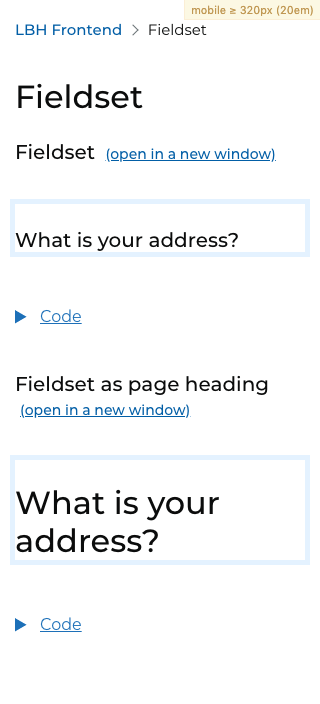 mobile ≥ 320px (20em)
LBH Frontend > Fieldset
Fieldset
Fieldset (open in a new window)
What is your address?
Code
Fieldset as page heading
(open in a new window)
What is your
address?
Code